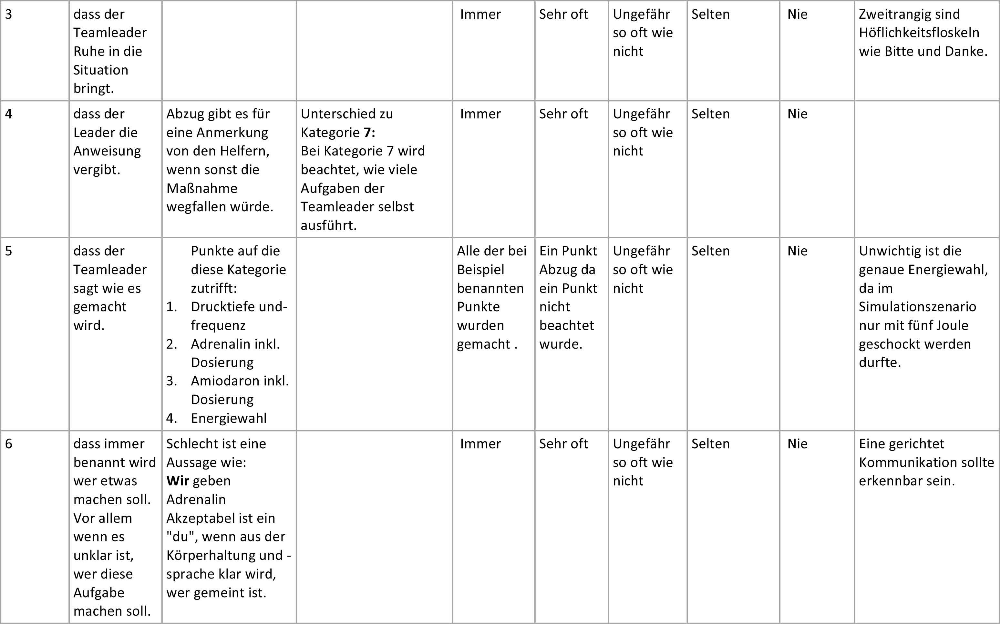 3
dass der
Teamleader
Ruhe in die
Situation
bringt.
Immer
Sehr oft
Ungefähr
so oft wie
nicht
Selten
Nie
Zweitrangig sind
Höflichkeitsfloskeln
wie Bitte und Danke.
4
dass der
Leader die
Anweisung
vergibt.
Abzug gibt es für
eine Anmerkung
von den Helfern,
wenn sonst die
Maßnahme
wegfallen würde.
Unterschied zu
Kategorie 7:
Bei Kategorie 7 wird
beachtet, wie viele
Aufgaben der
Teamleader selbst
ausführt.
Immer
Sehr oft
Ungefähr
so oft wie
nicht
Selten
Nie
5
dass der
Teamleader
sagt wie es
gemacht
wird.
Punkte auf die
diese Kategorie
zutrifft:
1. Drucktiefe und-
frequenz
2. Adrenalin inkl.
Dosierung
3. Amiodaron inkl.
Dosierung
4. Energiewahl
Alle der bei
Beispiel
benannten
Punkte
wurden
gemacht .
Ein Punkt
Abzug da
ein Punkt
nicht
beachtet
wurde.
Ungefähr
so oft wie
nicht
Selten
Nie
Unwichtig ist die
genaue Energiewahl,
da im
Simulationszenario
nur mit fünf Joule
geschockt werden
durfte.
6
dass immer
benannt wird
wer etwas
machen soll.
Vor allem
wenn es
unklar ist,
wer diese
Aufgabe
machen soll.
Schlecht ist eine
Aussage wie:
Wir geben
Adrenalin
Akzeptabel ist ein
"du", wenn aus der
Körperhaltung und -
sprache klar wird,
wer gemeint ist.
Immer
Sehr oft
Ungefähr
so oft wie
nicht
Selten
Nie
Eine gerichtet
Kommunikation sollte
erkennbar sein.